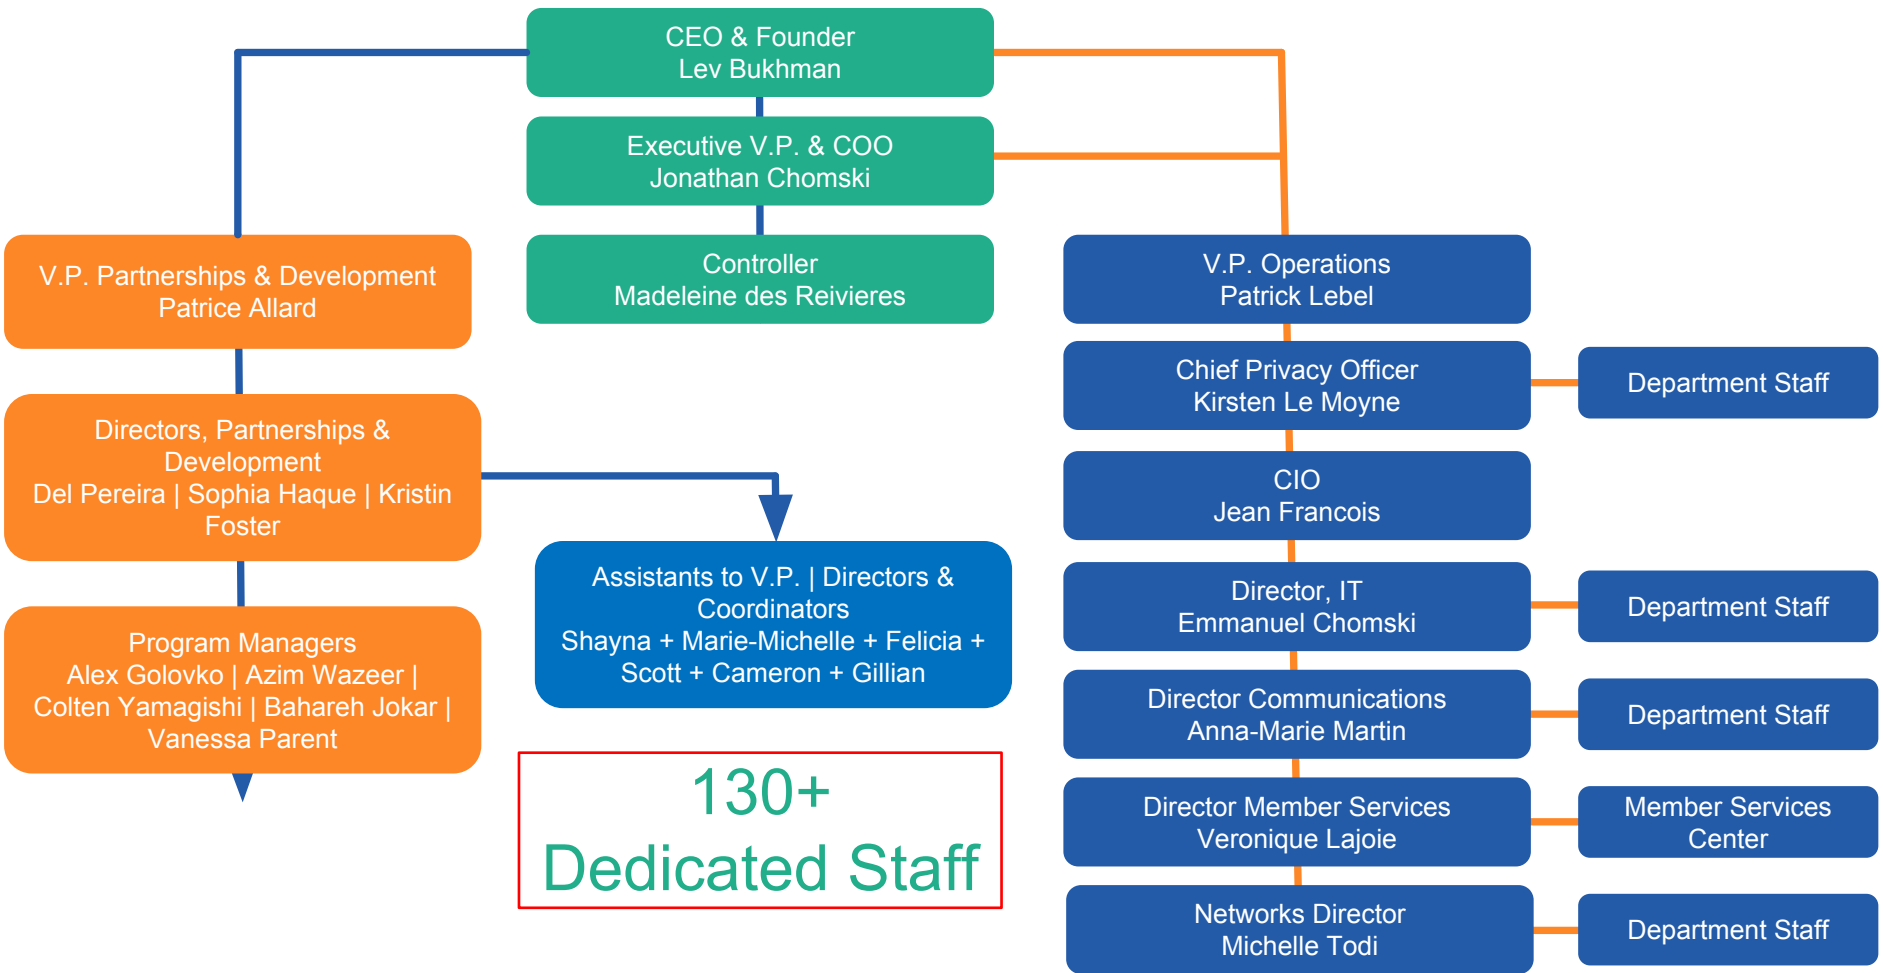 CEO & Founder
Lev Bukhman
Executive V.P. & COO
Jonathan Chomski
Controller
Madeleine des Reivieres
V.P. Partnerships & Development
Patrice Allard
Directors, Partnerships &
Development
Del Pereira | Sophia Haque | Kristin
Foster
Program Managers
Alex Golovko | Azim Wazeer |
Colten Yamagishi | Bahareh Jokar |
Vanessa Parent
Assistants to V.P. | Directors &
Coordinators
Shayna + Marie-Michelle + Felicia +
Scott + Cameron + Gillian
130+
Dedicated Staff
V.P. Operations
Patrick Lebel
Chief Privacy Officer
Kirsten Le Moyne
Department Staff
CIO
Jean Francois
Director, IT
Emmanuel Chomski
Department Staff
Director Communications
Anna-Marie Martin
Department Staff
Director Member Services
Veronique Lajoie
Member Services
Center
Networks Director
Michelle Todi
Department Staff